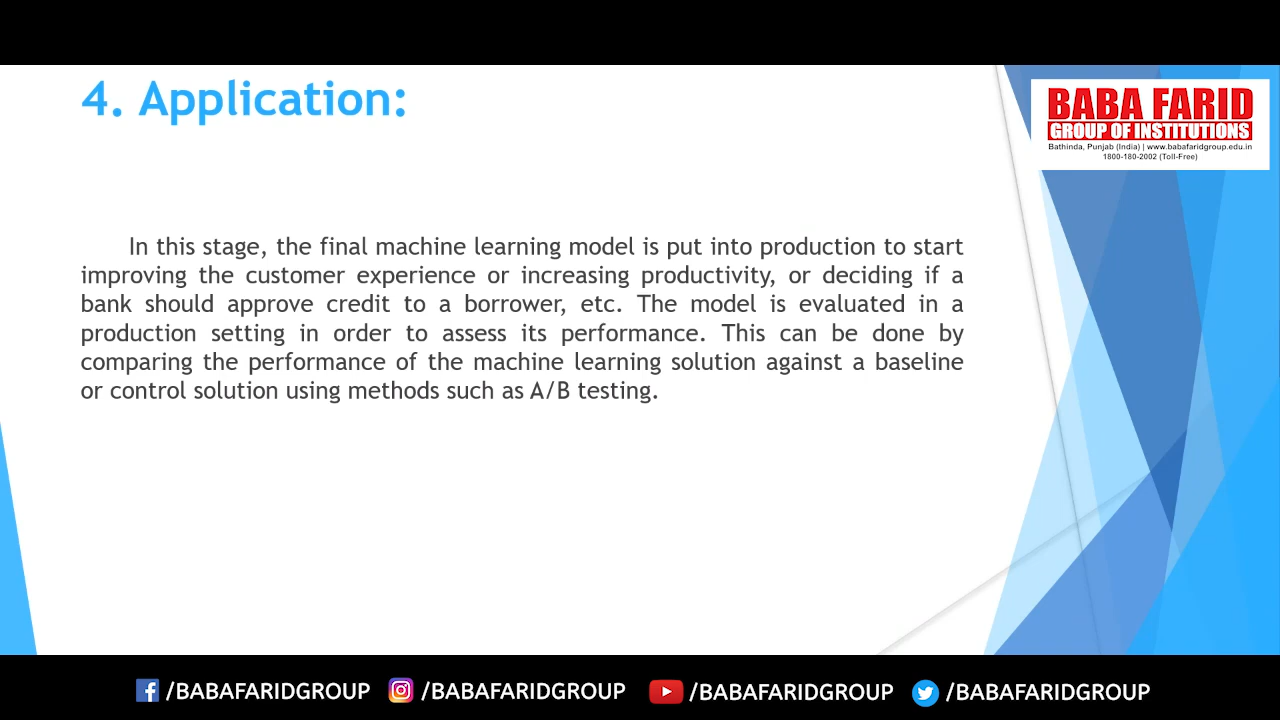 4. Application:
BABA FARID
GROUP OF INSTITUTIONS
Bathinda, Punjab (India) | www.babafaridgroup.edu.in
1800-180-2002 (Toll-Free)
In this stage, the final machine learning model is put into production to start
improving the customer experience or increasing productivity, or deciding if a
bank should approve credit to a borrower, etc. The model is evaluated in a
production setting in order to assess its performance. This can be done by
comparing the performance of the machine learning solution against a baseline
or control solution using methods such as A/B testing.
/BABAFARIDGROUP /BABAFARIDGROUP /BABAFARIDGROUP /BABAFARIDGROUP